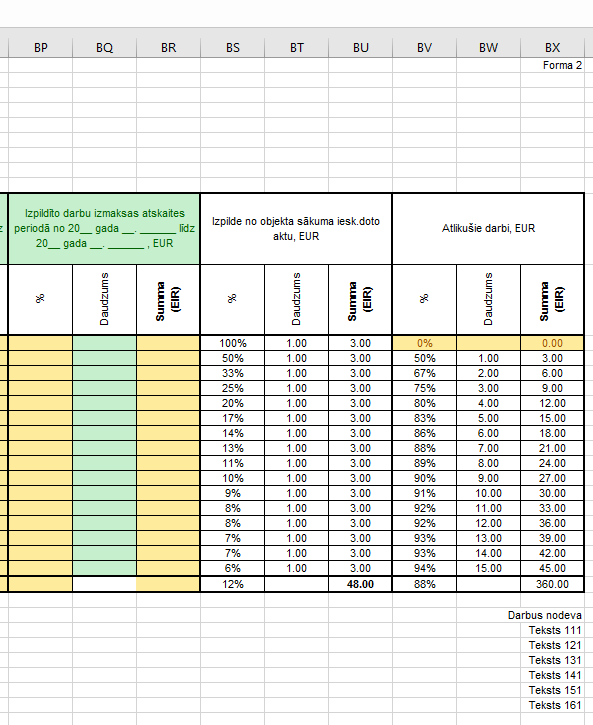 BP BQ BR BS BT BU BV BW BX
Forma 2
Izpildīto darbu izmaksas atskaites
periodā no 20__ gada __. ______ līdz
20__ gada __. ______ , EUR
Izpilde no objekta sākuma iesk.doto
aktu, EUR
Atlikušie darbi, EUR
% Daudzums Summa (EIR) % Daudzums Summa (EIR) % Daudzums Summa (EIR)
100% 1.00 3.00 0% 0.00
50% 1.00 3.00 50% 1.00 3.00
33% 1.00 3.00 67% 2.00 6.00
25% 1.00 3.00 75% 3.00 9.00
20% 1.00 3.00 80% 4.00 12.00
17% 1.00 3.00 83% 5.00 15.00
14% 1.00 3.00 86% 6.00 18.00
13% 1.00 3.00 88% 7.00 21.00
11% 1.00 3.00 89% 8.00 24.00
10% 1.00 3.00 90% 9.00 27.00
9% 1.00 3.00 91% 10.00 30.00
8% 1.00 3.00 92% 11.00 33.00
8% 1.00 3.00 92% 12.00 36.00
7% 1.00 3.00 93% 13.00 39.00
7% 1.00 3.00 93% 14.00 42.00
6% 1.00 3.00 94% 15.00 45.00
12% 48.00 88% 360.00
Darbus nodeva
Teksts 111
Teksts 121
Teksts 131
Teksts 141
Teksts 151
Teksts 161